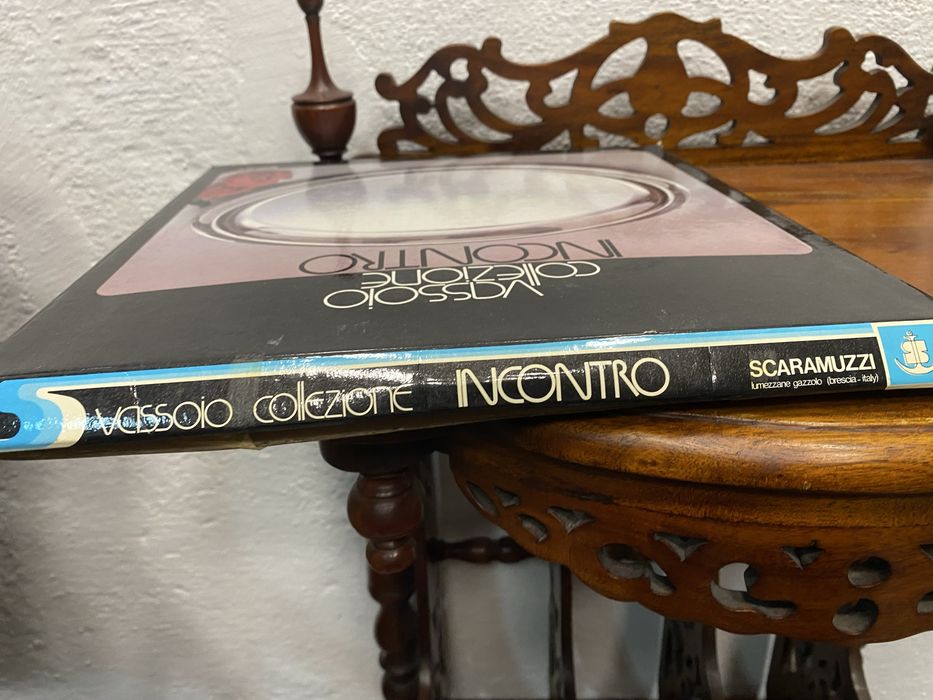 vassoio
collezione
INCONTRO
vassoio collezione INCONTRO
SCARAMUZZI
lumezzane gazzolo (brescia - italy)